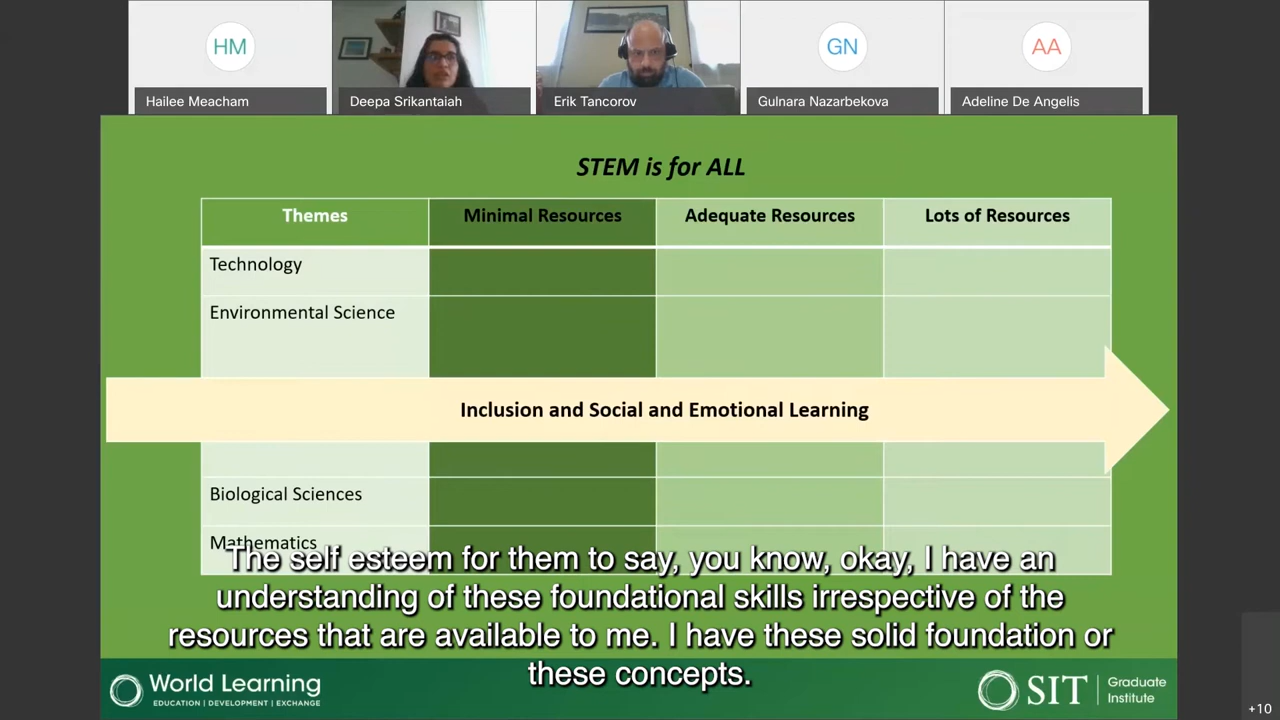 HM
GN
AA
Hailee Meacham
Deepa Srikantaiah
Erik Tancorov
Gulnara Nazarbekova
Adeline De Angelis
STEM is for ALL
Themes
Minimal Resources
Adequate Resources
Lots of Resources
Technology
Environmental Science
Inclusion and Social and Emotional Learning
Biological Sciences
Mathematics
The self esteem for them to say, you know, okay, I have an
understanding of these foundational skills irrespective of the
resources that are available to me. I have these solid foundation or
these concepts.
World Learning
EDUCATION | DEVELOPMENT | EXCHANGE
SIT
Graduate
Institute
+10